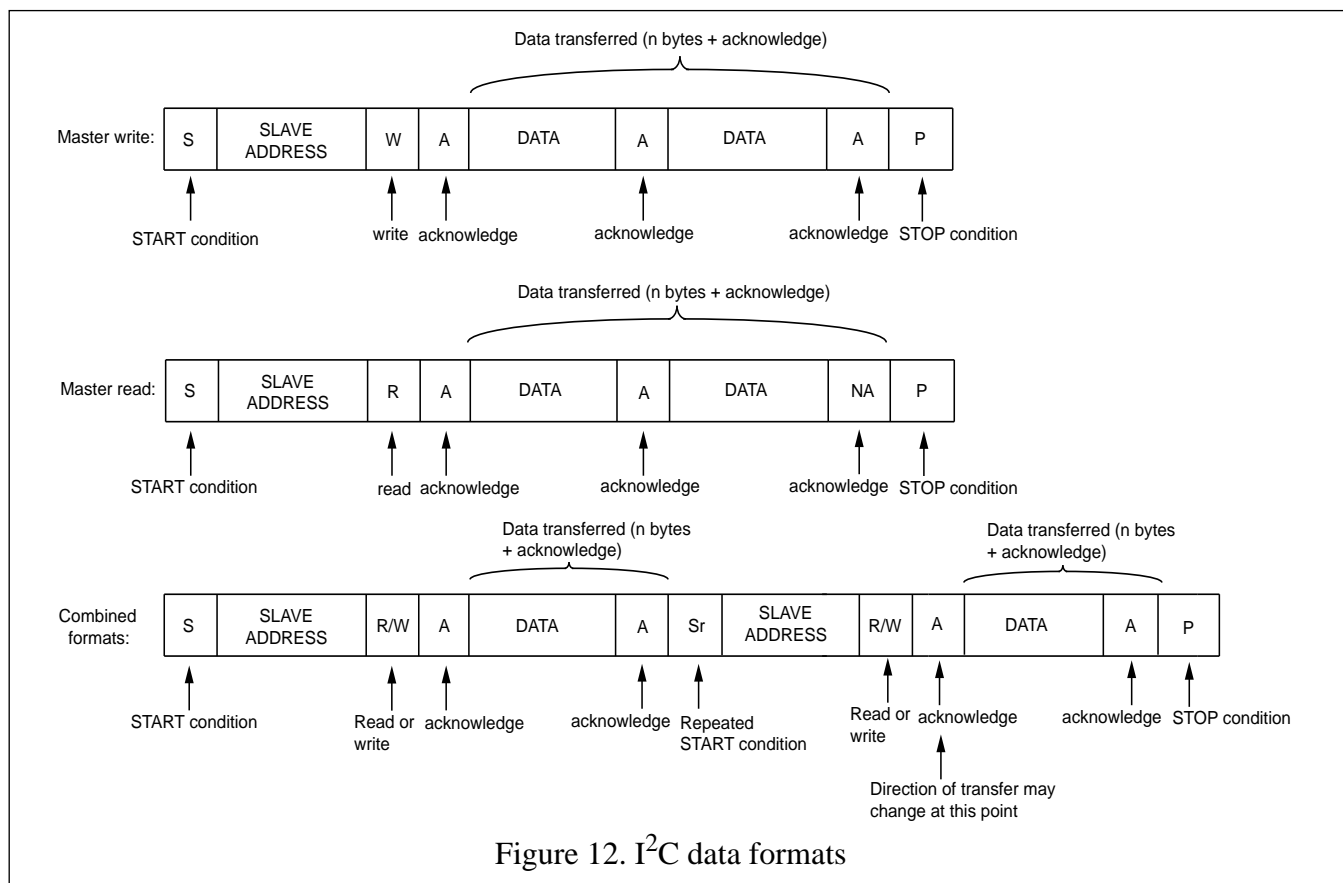 Data transferred (n bytes + acknowledge)
Master write: S SLAVE ADDRESS W A DATA A DATA A P
START condition write acknowledge acknowledge acknowledge STOP condition
Data transferred (n bytes + acknowledge)
Master read: S SLAVE ADDRESS R A DATA A DATA NA P
START condition read acknowledge acknowledge acknowledge STOP condition
Data transferred (n bytes
+ acknowledge)
Data transferred (n bytes
+ acknowledge)
Combined
formats:
S SLAVE ADDRESS R/W A DATA A Sr SLAVE ADDRESS R/W A DATA A P
START condition
Read or
write
acknowledge
acknowledge
Repeated
START condition
Read or
write
acknowledge
acknowledge
STOP condition
Direction of transfer may
change at this point
Figure 12. I²C data formats